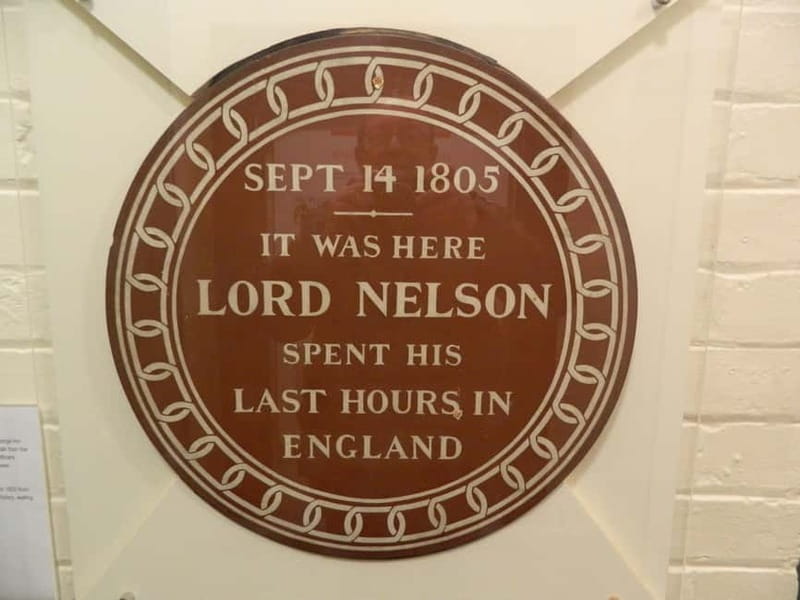 SEPT 14 1805
IT WAS HERE
LORD NELSON
SPENT HIS
LAST HOURS IN
ENGLAND